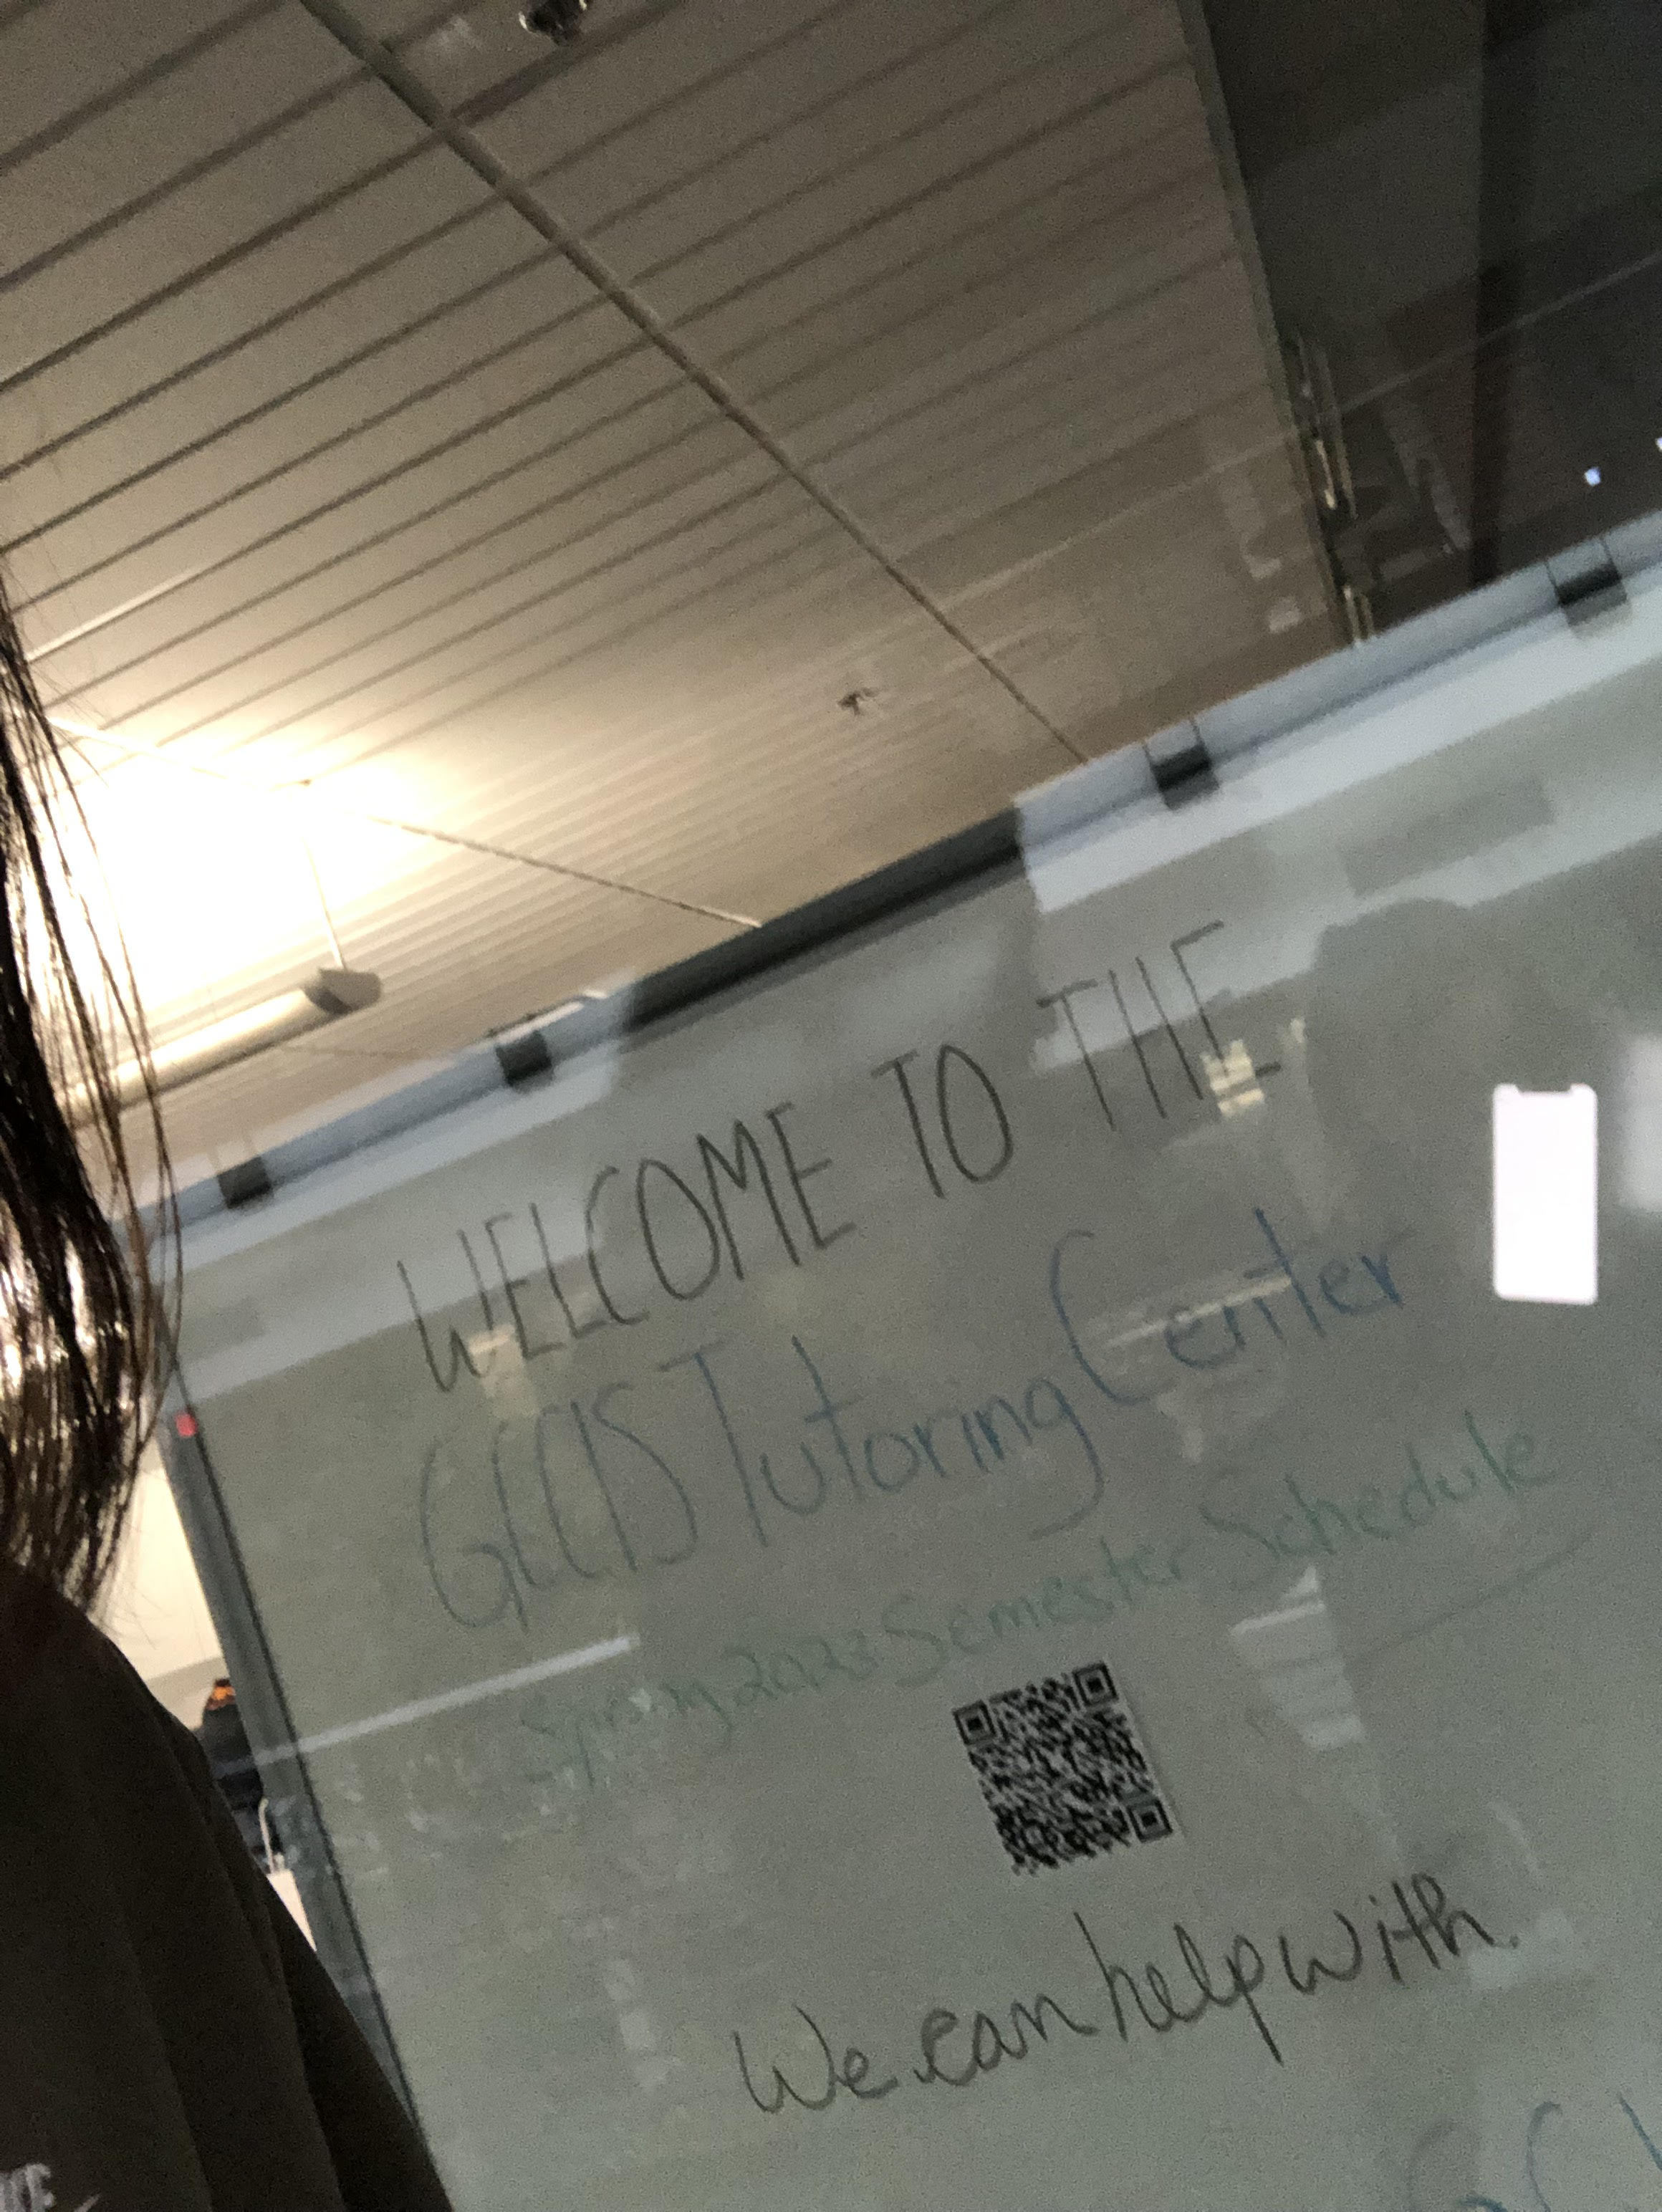 WELCOME TO THE
GCCIS Tutoring Center
Spring 2023 Semester Schedule
We can help with